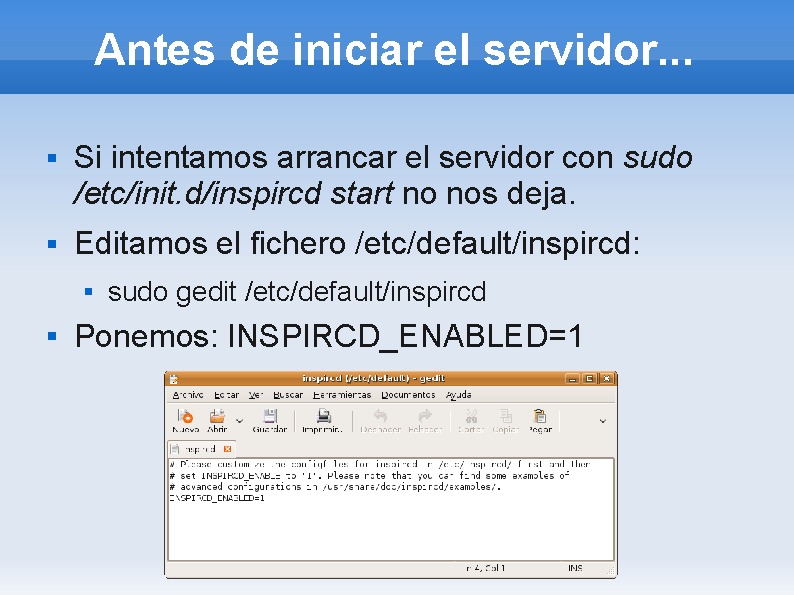 Antes de iniciar el servidor...
Si intentamos arrancar el servidor con sudo
/etc/init.d/inspircd start no nos deja.
Editamos el fichero /etc/default/inspircd:
sudo gedit /etc/default/inspircd
Ponemos: INSPIRCD_ENABLED=1
inspircd (/etc/default) - gedit
Archivo Editar Ver Buscar Herramientas Documentos Ayuda
Nuevo Abrir Guardar Imprimir... Deshacer Rehacer Cortar Copiar Pegar
inspircd
# Please customize the configfiles for inspircd in /etc/inspircd/ first and then
# set INSPIRCD_ENABLE to "1". Please note that you can find some examples of
# advanced configurations in /usr/share/doc/inspircd/examples/.
INSPIRCD_ENABLED=1
Ln 4, Col 1 INS